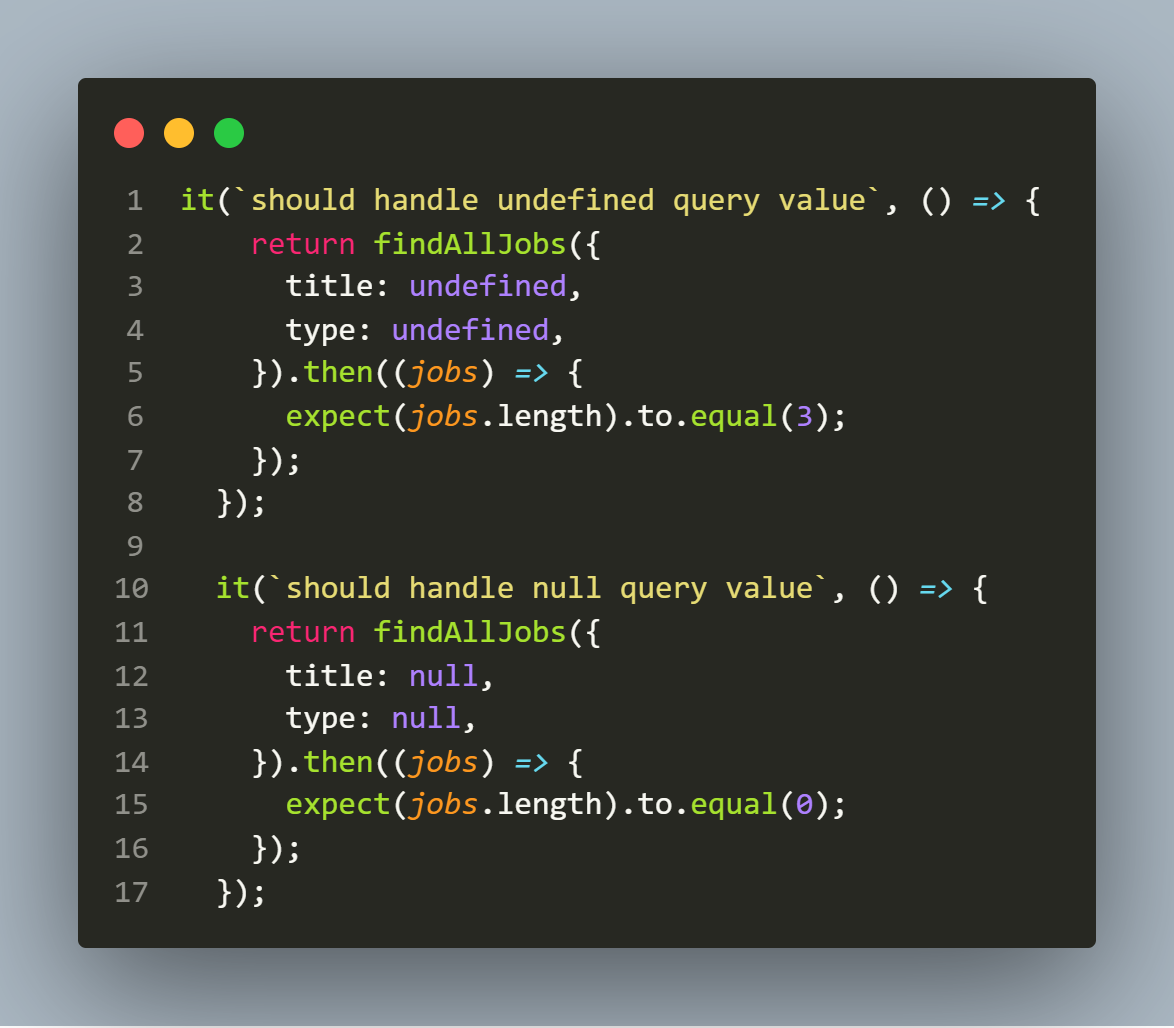 1 it(`should handle undefined query value`, () => {
2     return findAllJobs({
3       title: undefined,
4       type: undefined,
5     }).then((jobs) => {
6       expect(jobs.length).to.equal(3);
7     });
8   });
9
10   it(`should handle null query value`, () => {
11     return findAllJobs({
12       title: null,
13       type: null,
14     }).then((jobs) => {
15       expect(jobs.length).to.equal(0);
16     });
17   });